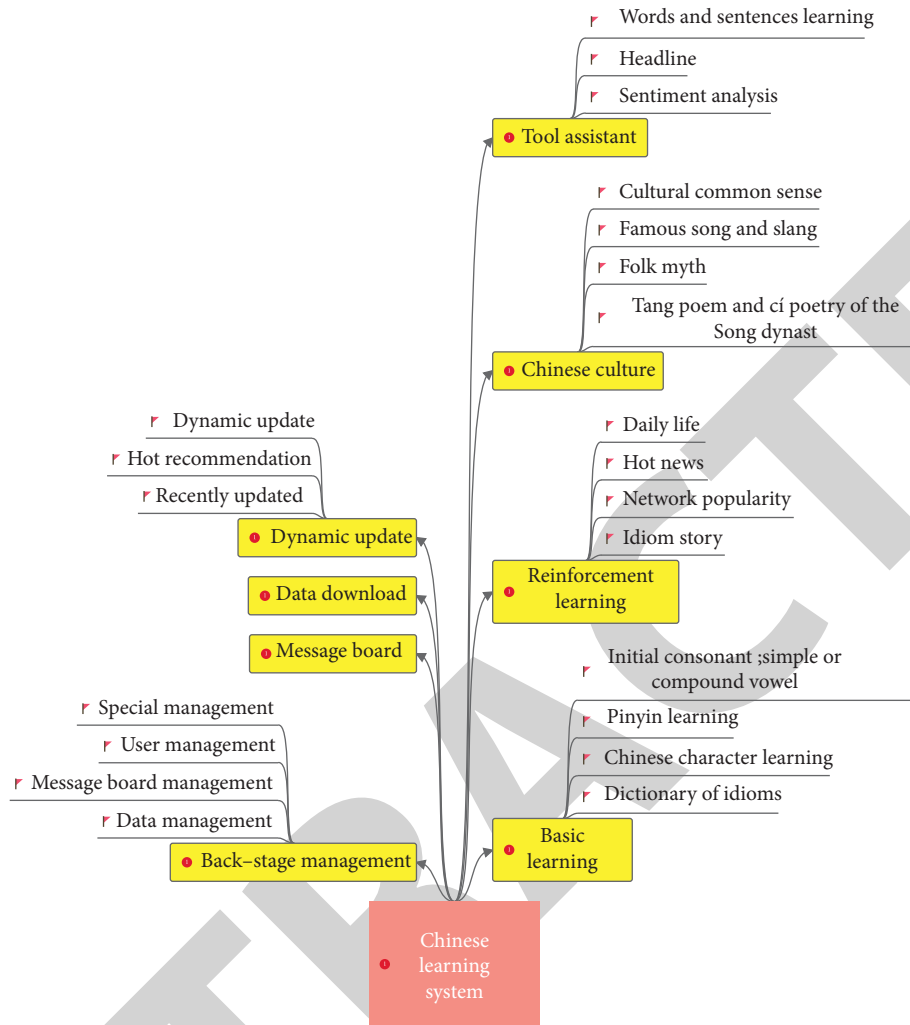 Words and sentences learning
Headline
Sentiment analysis
Tool assistant
Cultural common sense
Famous song and slang
Folk myth
Tang poem and cí poetry of the
Song dynast
Chinese culture
Daily life
Hot news
Network popularity
Idiom story
Reinforcement
learning
Initial consonant ;simple or
compound vowel
Pinyin learning
Chinese character learning
Dictionary of idioms
Basic
learning
Dynamic update
Hot recommendation
Recently updated
Dynamic update
Data download
Message board
Special management
User management
Message board management
Data management
Back–stage management
Chinese
learning
system